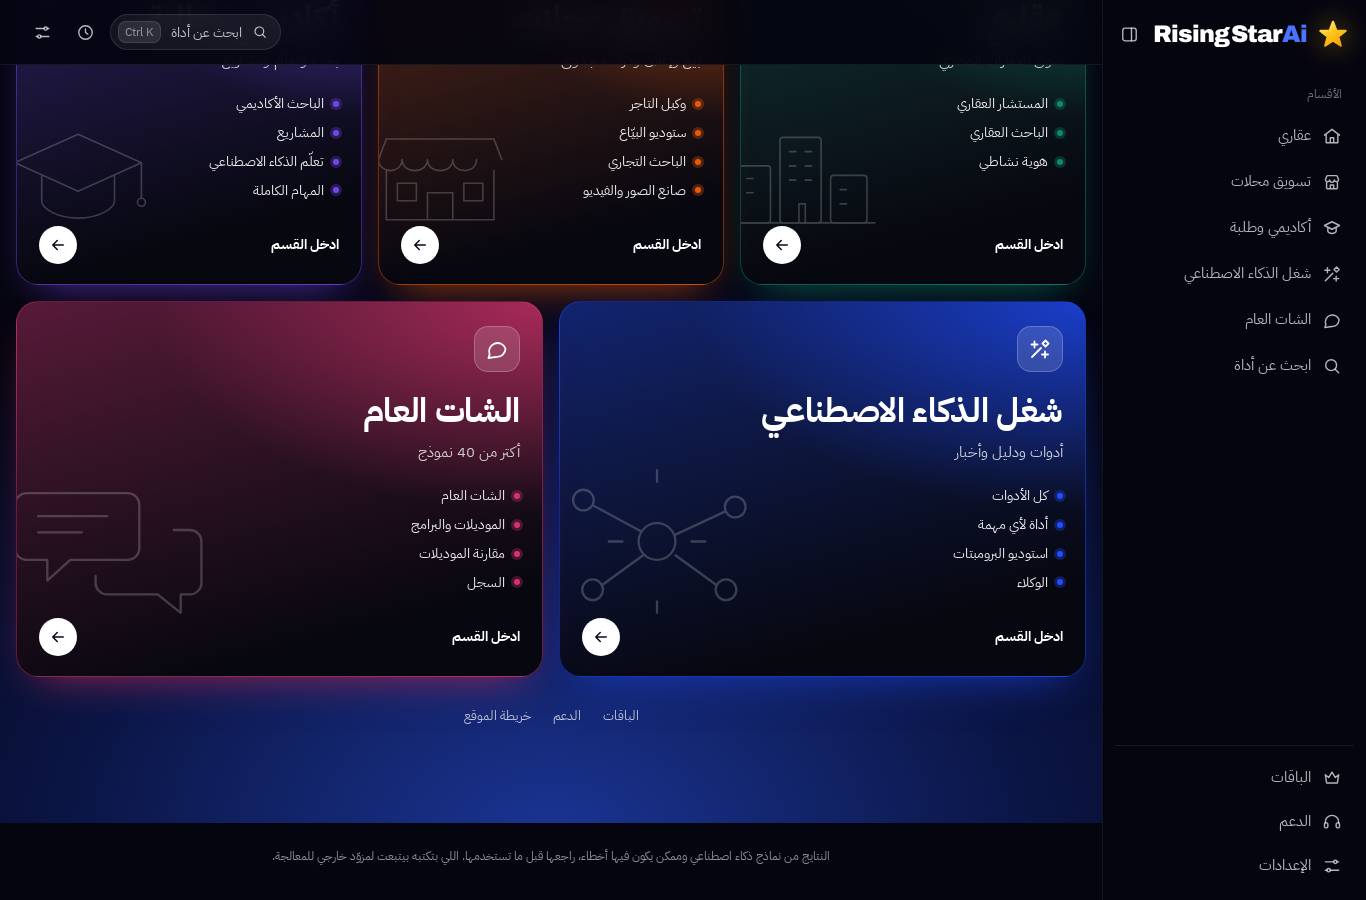 RisingStarAi
الأقسام
عقاري
تسويق محلات
أكاديمي وطلبة
شغل الذكاء الاصطناعي
الشات العام
ابحث عن أداة
الباقات
الدعم
الإعدادات
ابحث عن أداة Ctrl K
المستشار العقاري
الباحث العقاري
هوية نشاطي
ادخل القسم
وكيل التاجر
ستوديو البيّاع
الباحث التجاري
صانع الصور والفيديو
ادخل القسم
الباحث الأكاديمي
المشاريع
تعلّم الذكاء الاصطناعي
المهام الكاملة
ادخل القسم
شغل الذكاء الاصطناعي
أدوات ودليل وأخبار
كل الأدوات
أداة لأي مهمة
استوديو البرومبتات
الوكلاء
ادخل القسم
الشات العام
أكتر من 40 نموذج
الشات العام
الموديلات والبرامج
مقارنة الموديلات
السجل
ادخل القسم
الباقات الدعم خريطة الموقع
النتايج من نماذج ذكاء اصطناعي وممكن يكون فيها أخطاء، راجعها قبل ما تستخدمها. اللي بتكتبه بيتبعت لمزوّد خارجي للمعالجة.